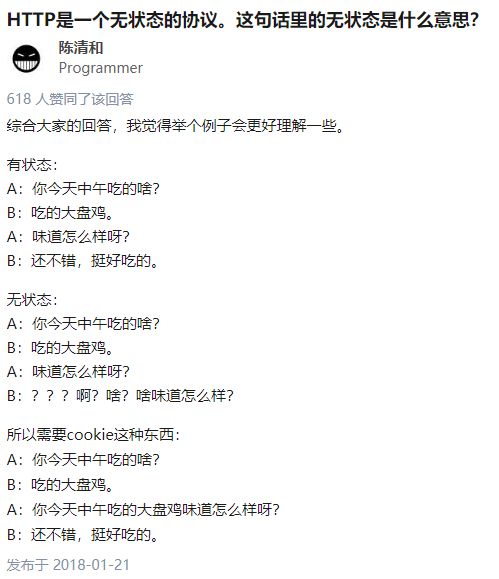 HTTP是一个无状态的协议。这句话里的无状态是什么意思?
陈清和
Programmer
618 人赞同了该回答
综合大家的回答，我觉得举个例子会更好理解一些。
有状态：
A：你今天中午吃的啥？
B：吃的大盘鸡。
A：味道怎么样呀？
B：还不错，挺好吃的。
无状态：
A：你今天中午吃的啥？
B：吃的大盘鸡。
A：味道怎么样呀？
B：？？？啊？啥？啥味道怎么样？
所以需要cookie这种东西：
A：你今天中午吃的啥？
B：吃的大盘鸡。
A：你今天中午吃的大盘鸡味道怎么样呀？
B：还不错，挺好吃的。
发布于 2018-01-21